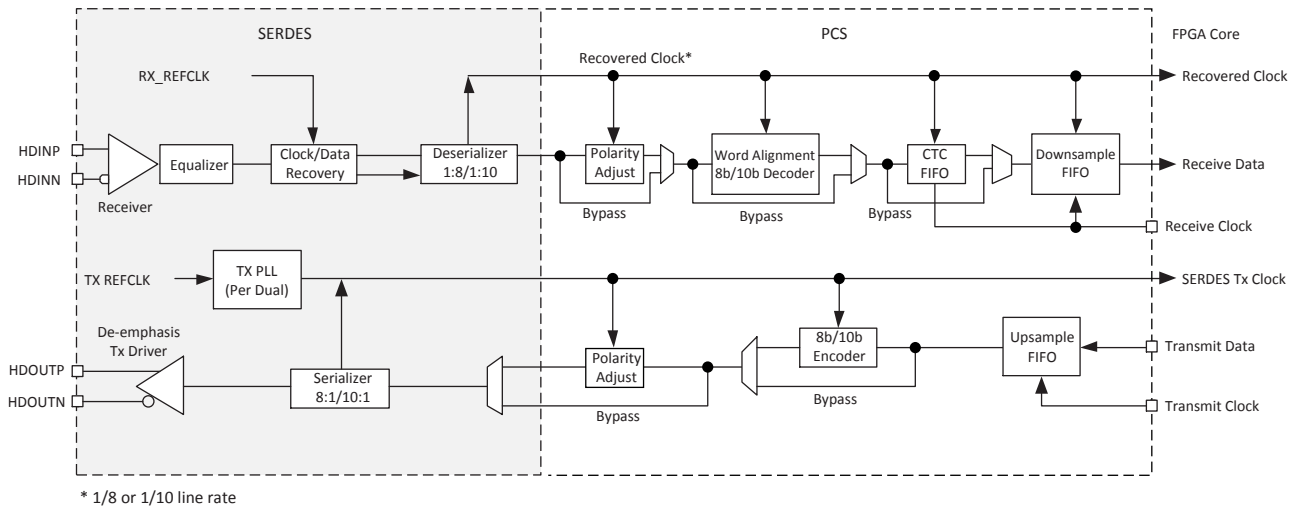 SERDES
PCS
FPGA Core
RX_REFCLK
Recovered Clock*
Recovered Clock
HDINP
HDINN
Receiver
Equalizer
Clock/Data
Recovery
Deserializer
1:8/1:10
Polarity
Adjust
Bypass
Word Alignment
8b/10b Decoder
Bypass
CTC
FIFO
Bypass
Downsample
FIFO
Receive Data
Receive Clock
TX REFCLK
TX PLL
(Per Dual)
SERDES Tx Clock
De-emphasis
Tx Driver
HDOUTP
HDOUTN
Serializer
8:1/10:1
Polarity
Adjust
Bypass
8b/10b
Encoder
Bypass
Upsample
FIFO
Transmit Data
Transmit Clock
* 1/8 or 1/10 line rate